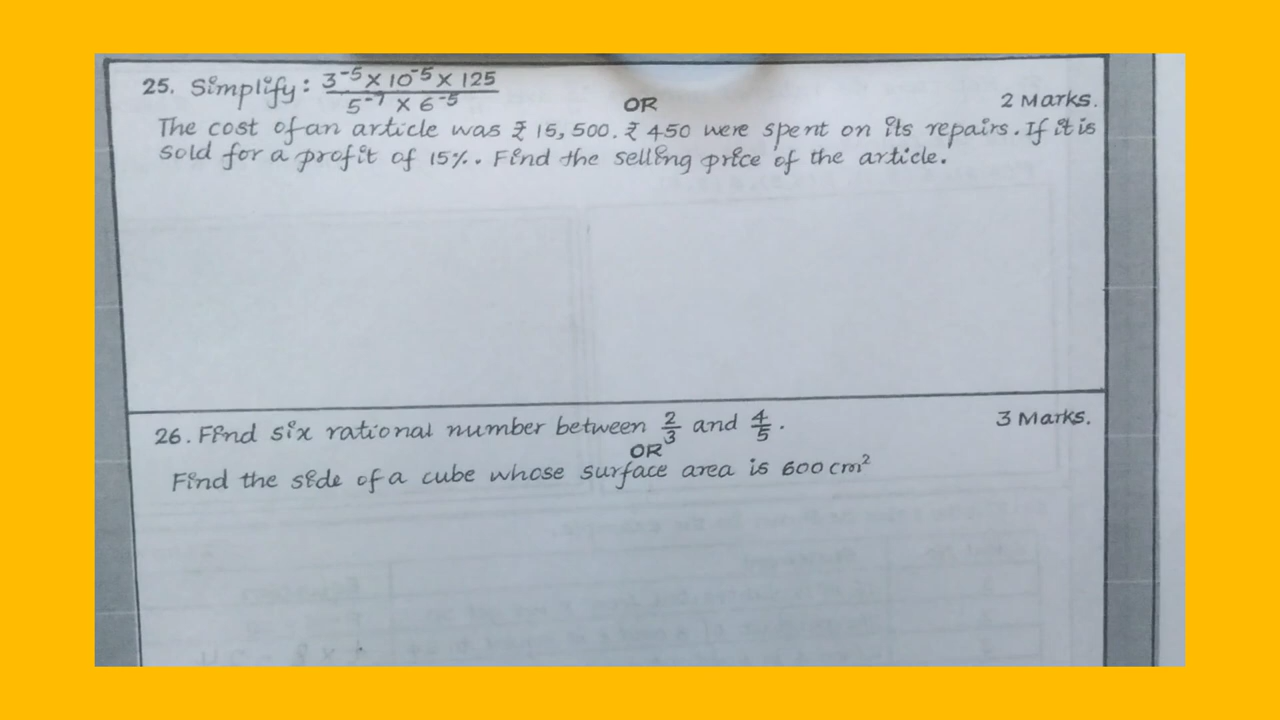 25. Simplify: 3⁻⁵ × 10⁻⁵ × 125 / 5⁻⁷ × 6⁻⁵
OR 2 Marks.
The cost of an article was ₹ 15,500. ₹ 450 were spent on its repairs. If it is
sold for a profit of 15%. Find the selling price of the article.
26. Find six rational number between 2/3 and 4/5. 3 Marks.
OR
Find the side of a cube whose surface area is 600 cm²